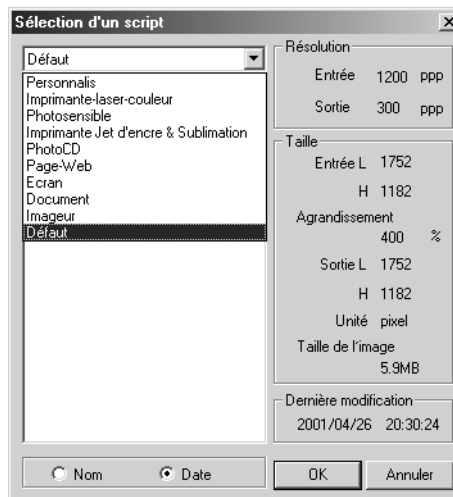 Sélection d'un script
Défaut
Personnalis
Imprimante-laser-couleur
Photosensible
Imprimante Jet d'encre & Sublimation
PhotoCD
Page-Web
Ecran
Document
Imageur
Défaut
Nom
Date
Résolution
Entrée 1200 ppp
Sortie 300 ppp
Taille
Entrée L 1752
H 1182
Agrandissement
400 %
Sortie L 1752
H 1182
Unité pixel
Taille de l'image
5.9MB
Dernière modification
2001/04/26 20:30:24
OK
Annuler